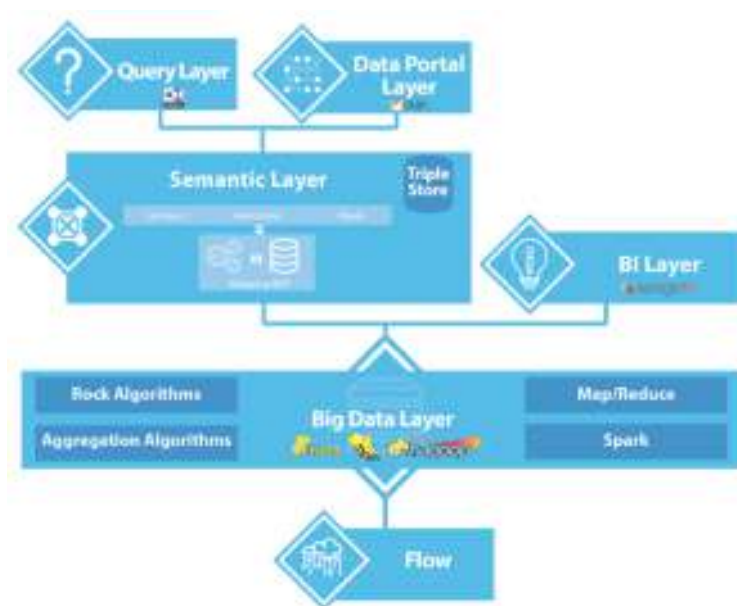 Query Layer
Data Portal
Layer
Semantic Layer
Triple
Store
BI Layer
Rock Algorithms
Map/Reduce
Big Data Layer
Aggregation Algorithms
Spark
Flow